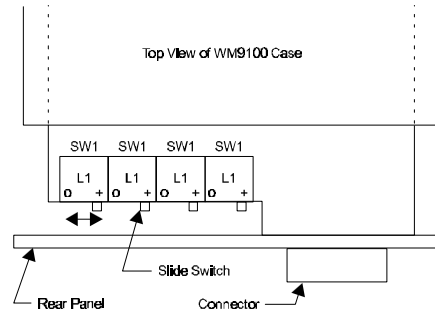 Top View of WM9100 Case
SW1 SW1 SW1 SW1
L1 L1 L1 L1
O + O + O + O +
Slide Switch
Rear Panel
Connector